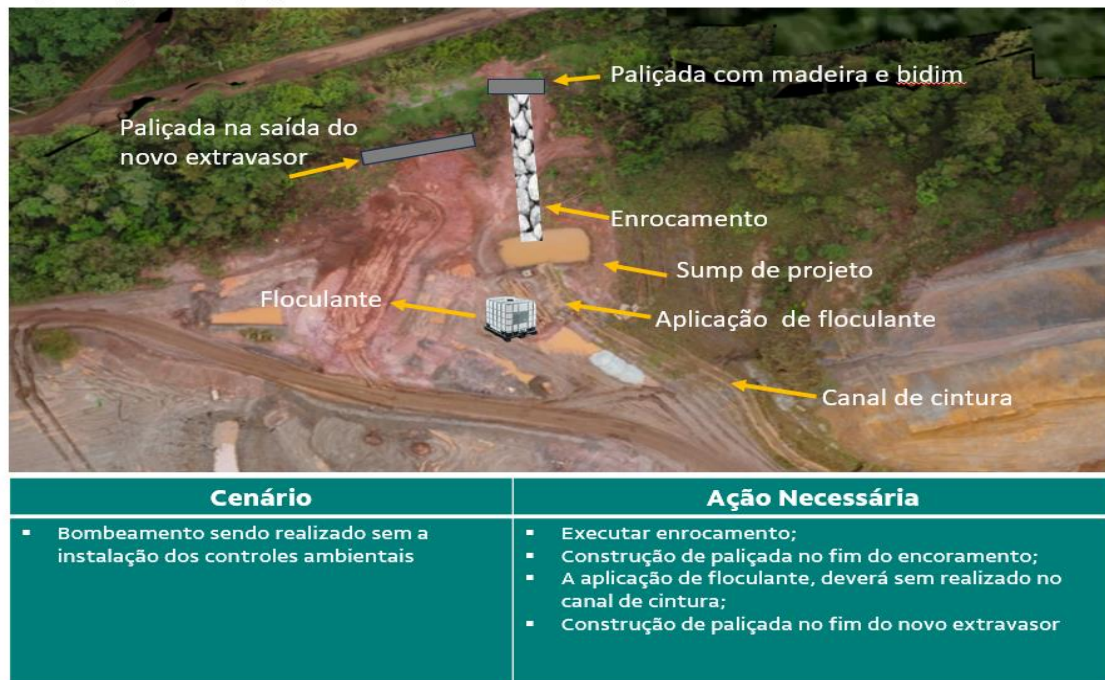 Paliçada com madeira e bidim
Paliçada na saída do
novo extravasor
Enrocamento
Sump de projeto
Floculante
Aplicação de floculante
Canal de cintura
Cenário
Ação Necessária
▪ Bombeamento sendo realizado sem a
instalação dos controles ambientais
▪ Executar enrocamento;
▪ Construção de paliçada no fim do encoramento;
▪ A aplicação de floculante, deverá sem realizado no
canal de cintura;
▪ Construção de paliçada no fim do novo extravasor